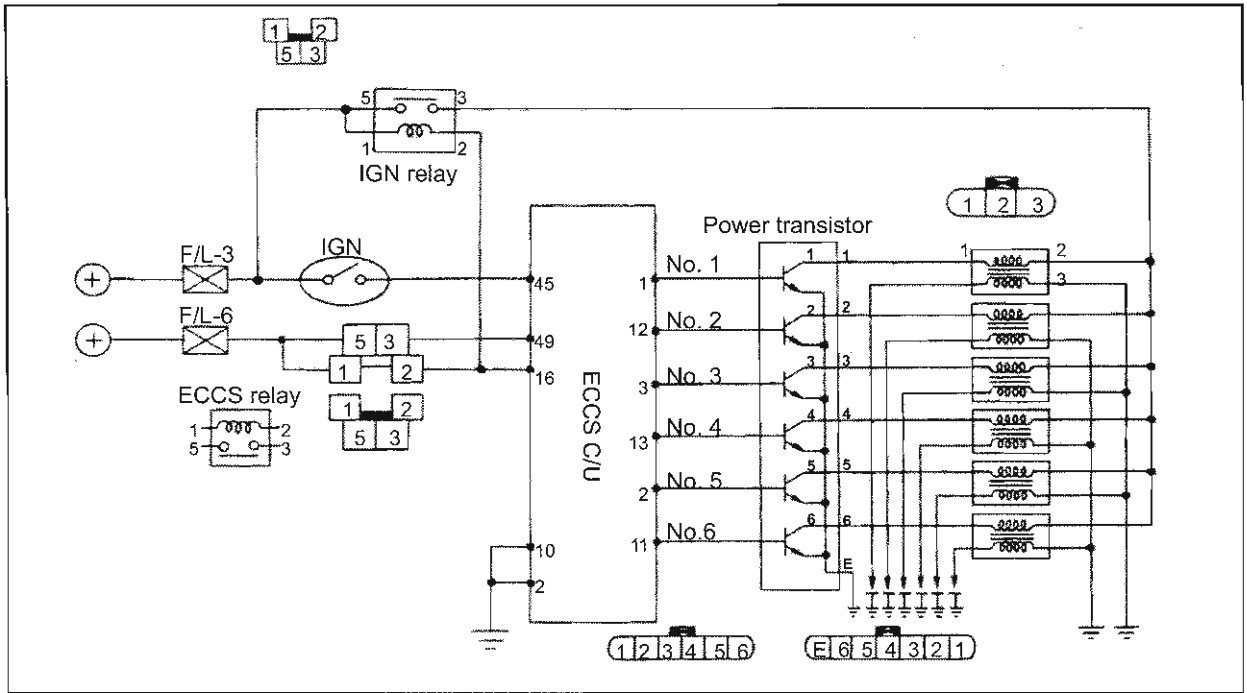 1 2
5 3
5 3
1 2
IGN relay
1 2 3
Power transistor
F/L-3
IGN
+
45
F/L-6
+
5 3
49
1 2
16
ECCS relay
1 2
5 3
1 2
5 3
ECCS C/U
10
2
1 No. 1
12 No. 2
3 No. 3
13 No. 4
2 No. 5
11 No.6
1 1
2 2
3 3
4 4
5 5
6 6
E
1 2
3
1 2 3 4 5 6
E 6 5 4 3 2 1